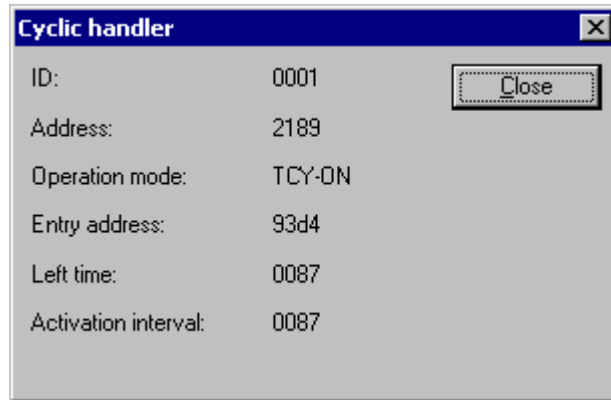 Cyclic handler
ID: 0001
Close
Address: 2189
Operation mode: TCY-ON
Entry address: 93d4
Left time: 0087
Activation interval: 0087